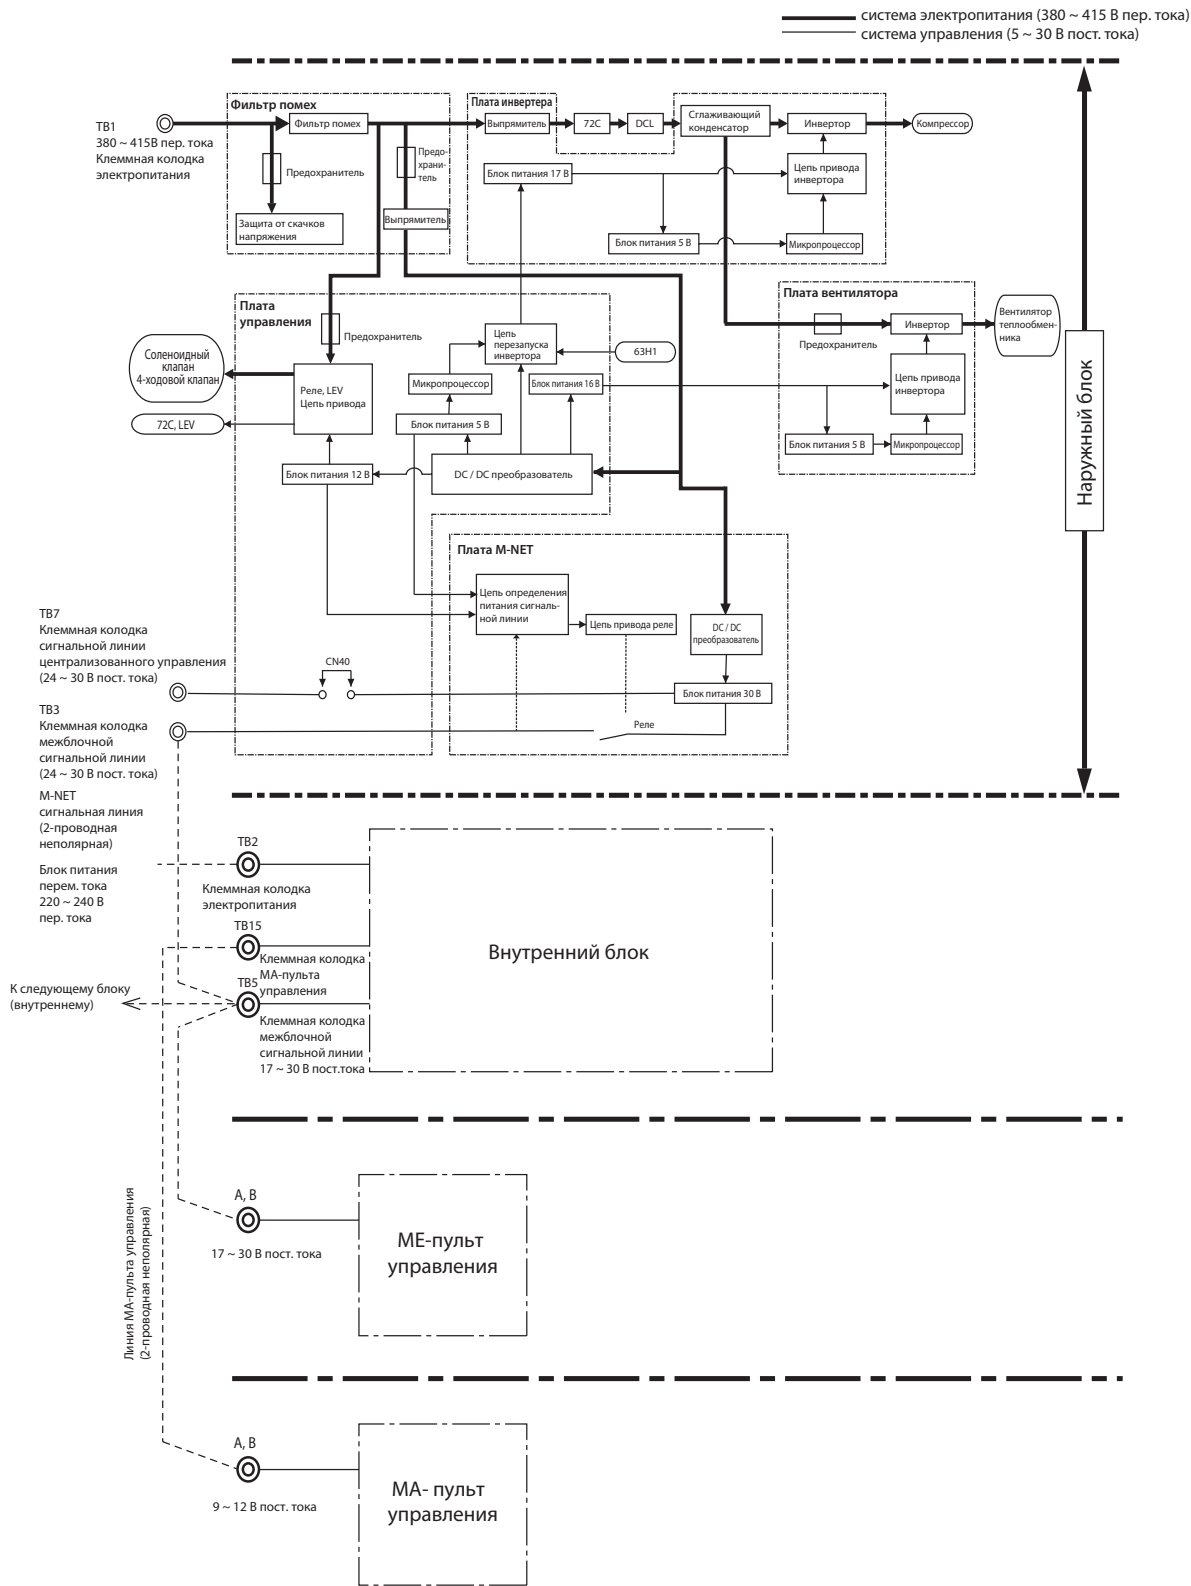 система электропитания (380 ~ 415 В пер. тока)
система управления (5 ~ 30 В пост. тока)
Фильтр помех
Фильтр помех
TB1
380 ~ 415В пер. тока
Клеммная колодка
электропитания
Предохранитель
Предо-
храни-
тель
Защита от скачков
напряжения
Выпрямитель
Плата инвертера
Выпрямитель
72C
DCL
Сглаживающий
конденсатор
Инвертор
Компрессор
Блок питания 17 В
Цепь привода
инвертора
Блок питания 5 В
Микропроцессор
Плата
управления
Предохранитель
Соленоидный
клапан
4-ходовой клапан
72C, LEV
Реле, LEV
Цепь привода
Цепь
перезапуска
инвертора
63H1
Микропроцессор
Блок питания 16 В
Блок питания 5 В
Блок питания 12 В
DC / DC преобразователь
Плата вентилятора
Предохранитель
Инвертор
Вентилятор
теплообмен-
ника
Цепь привода
инвертора
Блок питания 5 В
Микропроцессор
Наружный блок
Плата M-NET
Цепь определения
питания сигналь-
ной линии
Цепь привода реле
DC / DC
преобразователь
Блок питания 30 В
Реле
CN40
TB7
Клеммная колодка
сигнальной линии
централизованного управления
(24 ~ 30 В пост. тока)
TB3
Клеммная колодка
межблочной
сигнальной линии
(24 ~ 30 В пост. тока)
M-NET
сигнальная линия
(2-проводная
неполярная)
Блок питания
перем. тока
220 ~ 240 В
пер. тока
TB2
Клеммная колодка
электропитания
TB15
Клеммная колодка
МА-пульта
управления
TB5
Клеммная колодка
межблочной
сигнальной линии
17 ~ 30 В пост.тока
К следующему блоку
(внутреннему)
Внутренний блок
Линия МА-пульта управления
(2-проводная неполярная)
A, B
17 ~ 30 В пост. тока
МЕ-пульт
управления
A, B
9 ~ 12 В пост. тока
МА- пульт
управления